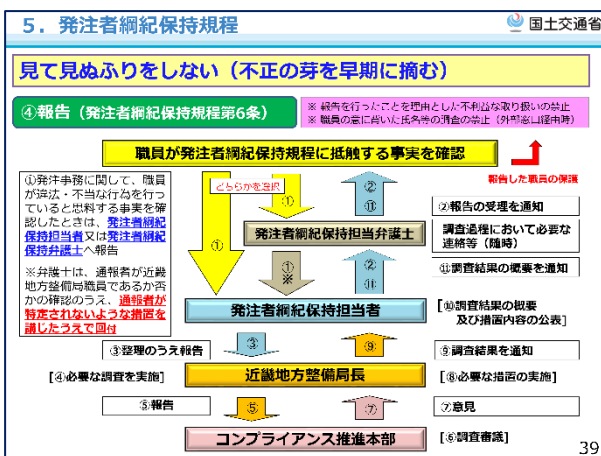 ５．発注者綱紀保持規程
国土交通省
見て見ぬふりをしない（不正の芽を早期に摘む）
④報告（発注者綱紀保持規程第6条）
※ 報告を行ったことを理由とした不利益な取り扱いの禁止
※ 職員の意に背いた氏名等の調査の禁止（外部窓口経由時）
職員が発注者綱紀保持規程に抵触する事実を確認
報告した職員の保護
①発注事務に関して、職員
が違法・不当な行為を行っ
ていると思料する事実を確
認したときは、発注者綱紀
保持担当者又は発注者綱紀
保持弁護士へ報告
※弁護士は、通報者が近畿
地方整備局職員であるか否
かの確認のうえ、通報者が
特定されないような措置を
講じたうえで回付
どちらかを選択
①
①
②
⑪
発注者綱紀保持担当弁護士
②報告の受理を通知
調査過程において必要な
連絡等（随時）
⑪調査結果の概要を通知
①
※
②
⑪
発注者綱紀保持担当者
[⑩調査結果の概要
及び措置内容の公表]
③整理のうえ報告
③
⑨
⑨調査結果を通知
[④必要な調査を実施]
近畿地方整備局長
[⑧必要な措置の実施]
⑤報告
⑤
⑦
⑦意見
コンプライアンス推進本部
[⑥調査審議]
39